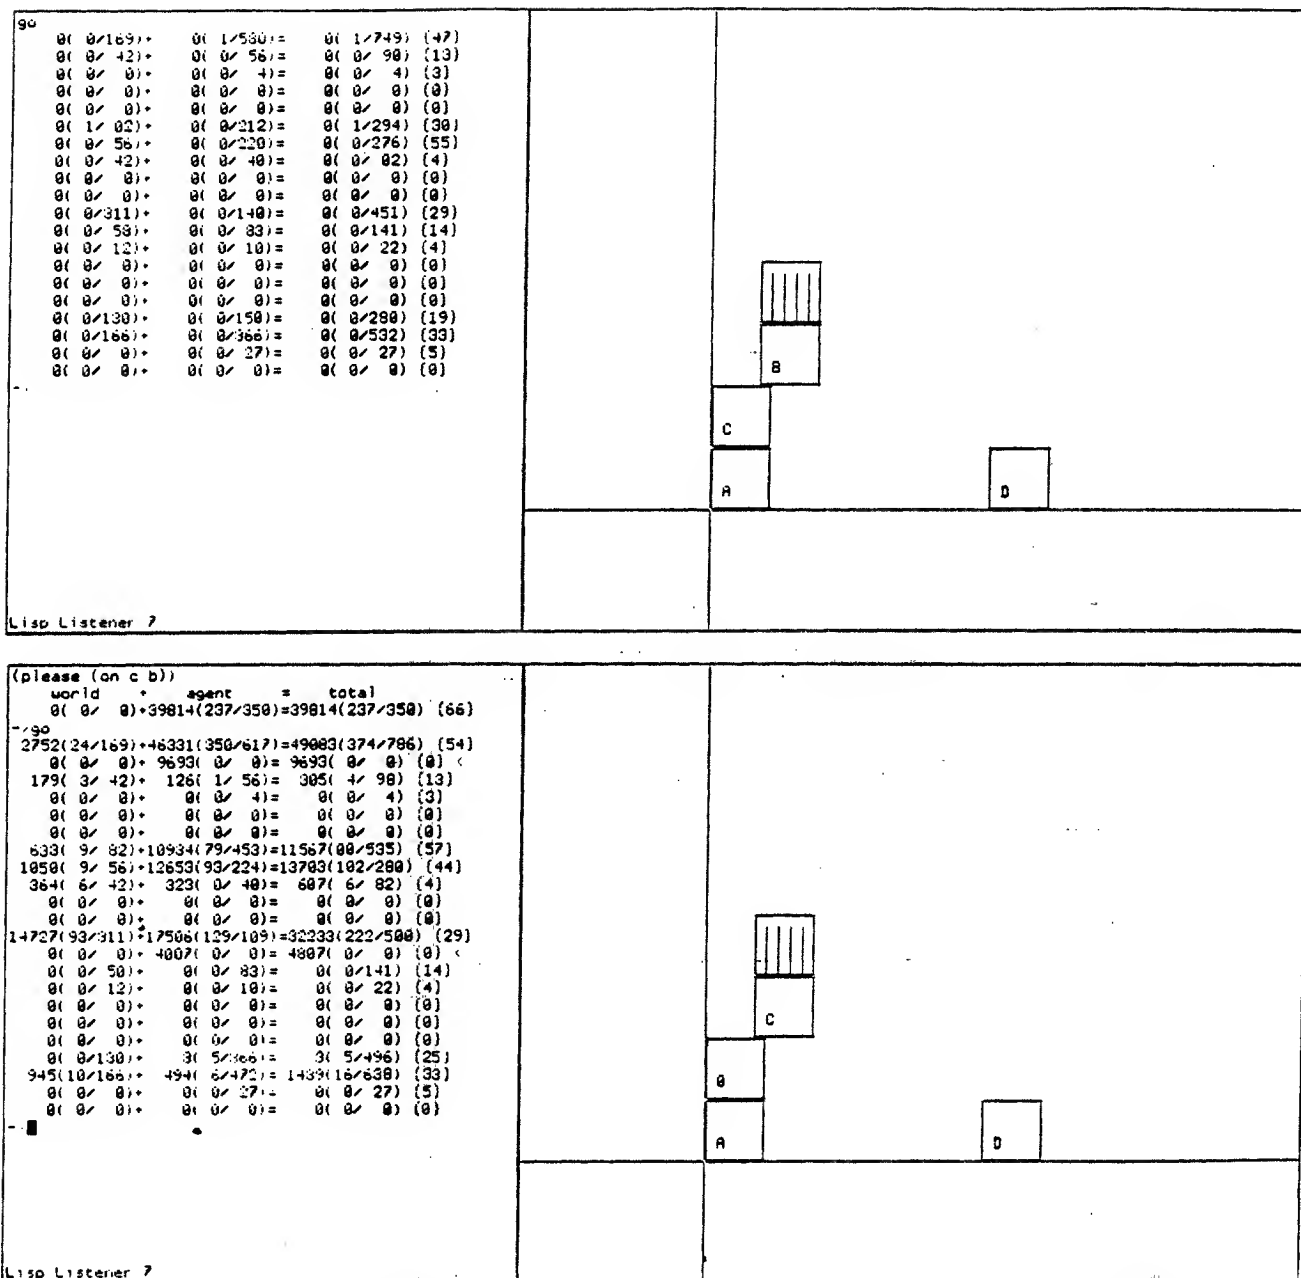 go
0( 0/169)+ 0( 1/580)= 0( 1/749) {47}
0( 0/ 42)+ 0( 0/ 56)= 0( 0/ 98) {13}
0( 0/ 0)+ 0( 0/ 4)= 0( 0/ 4) {3}
0( 0/ 0)+ 0( 0/ 0)= 0( 0/ 0) {0}
0( 0/ 0)+ 0( 0/ 0)= 0( 0/ 0) {0}
0( 1/ 82)+ 0( 0/212)= 0( 1/294) {30}
0( 0/ 56)+ 0( 0/220)= 0( 0/276) {55}
0( 0/ 42)+ 0( 0/ 40)= 0( 0/ 82) {4}
0( 0/ 0)+ 0( 0/ 0)= 0( 0/ 0) {0}
0( 0/ 0)+ 0( 0/ 0)= 0( 0/ 0) {0}
0( 0/311)+ 0( 0/140)= 0( 0/451) {29}
0( 0/ 58)+ 0( 0/ 83)= 0( 0/141) {14}
0( 0/ 12)+ 0( 0/ 10)= 0( 0/ 22) {4}
0( 0/ 0)+ 0( 0/ 0)= 0( 0/ 0) {0}
0( 0/ 0)+ 0( 0/ 0)= 0( 0/ 0) {0}
0( 0/ 0)+ 0( 0/ 0)= 0( 0/ 0) {0}
0( 0/130)+ 0( 0/150)= 0( 0/280) {19}
0( 0/166)+ 0( 0/366)= 0( 0/532) {33}
0( 0/ 0)+ 0( 0/ 27)= 0( 0/ 27) {5}
0( 0/ 0)+ 0( 0/ 0)= 0( 0/ 0) {0}
B
C
A
D
Lisp Listener 7
(please (on c b))
world + agent = total
0( 0/ 0)+39814(237/350)=39814(237/350) {66}
go
2752(24/169)+46331(350/617)=49083(374/786) {54}
0( 0/ 0)+ 9693( 0/ 0)= 9693( 0/ 0) {0} <
179( 3/ 42)+ 126( 1/ 56)= 305( 4/ 98) {13}
0( 0/ 0)+ 0( 0/ 4)= 0( 0/ 4) {3}
0( 0/ 0)+ 0( 0/ 0)= 0( 0/ 0) {0}
0( 0/ 0)+ 0( 0/ 0)= 0( 0/ 0) {0}
633( 9/ 82)+10934(79/453)=11567(88/535) {57}
1050( 9/ 56)+12653(93/224)=13703(102/280) {44}
364( 6/ 42)+ 323( 0/ 40)= 687( 6/ 82) {4}
0( 0/ 0)+ 0( 0/ 0)= 0( 0/ 0) {0}
0( 0/ 0)+ 0( 0/ 0)= 0( 0/ 0) {0}
14727(93/311)+17506(129/189)=32233(222/500) {29}
0( 0/ 0)+ 4807( 0/ 0)= 4807( 0/ 0) {0} <
0( 0/ 58)+ 0( 0/ 83)= 0( 0/141) {14}
0( 0/ 12)+ 0( 0/ 10)= 0( 0/ 22) {4}
0( 0/ 0)+ 0( 0/ 0)= 0( 0/ 0) {0}
0( 0/ 0)+ 0( 0/ 0)= 0( 0/ 0) {0}
0( 0/ 0)+ 0( 0/ 0)= 0( 0/ 0) {0}
0( 0/130)+ 3( 5/366)= 3( 5/496) {25}
945(10/166)+ 494( 6/472)= 1439(16/638) {33}
0( 0/ 0)+ 0( 0/ 27)= 0( 0/ 27) {5}
0( 0/ 0)+ 0( 0/ 0)= 0( 0/ 0) {0}
C
B
A
D
Lisp Listener 7